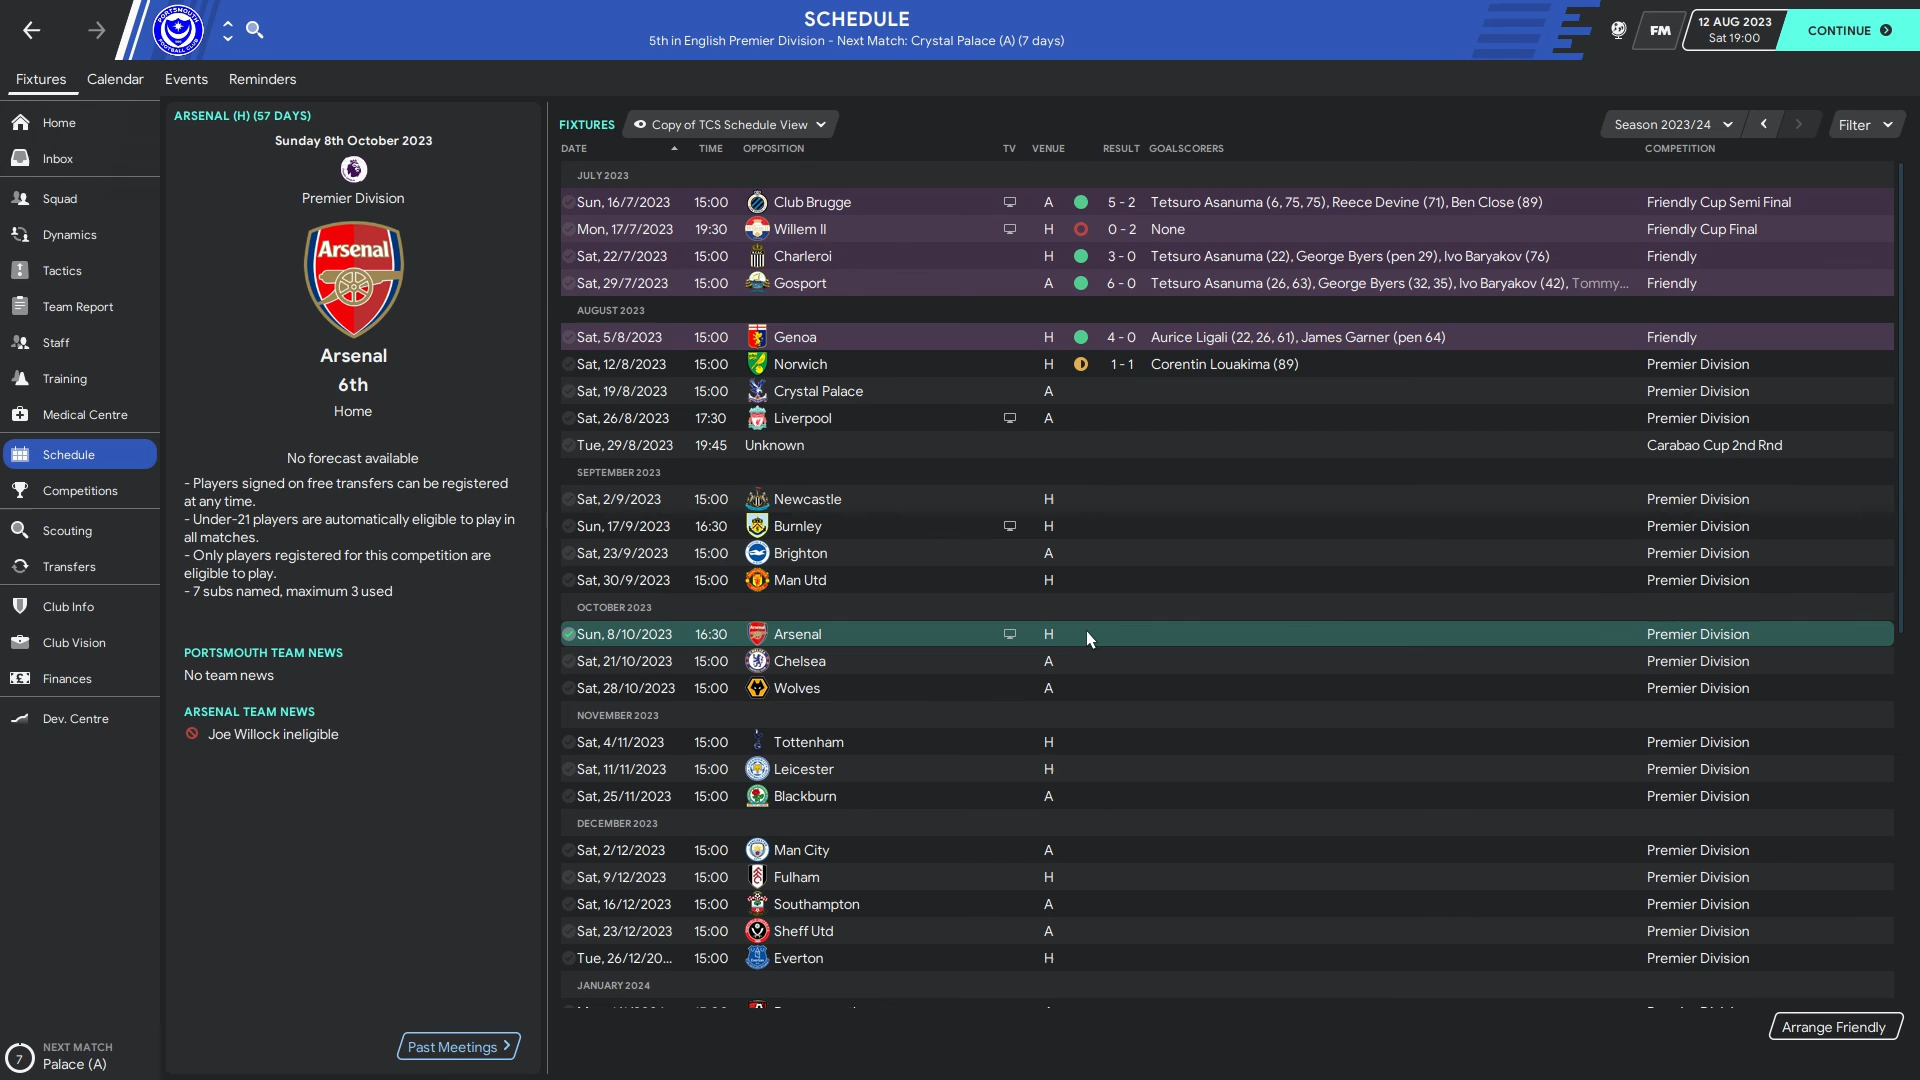 SCHEDULE
5th in English Premier Division - Next Match: Crystal Palace (A) (7 days)
FM
12 AUG 2023
Sat 19:00
CONTINUE
Fixtures Calendar Events Reminders
Home
Inbox
Squad
Dynamics
Tactics
Team Report
Staff
Training
Medical Centre
Schedule
Competitions
Scouting
Transfers
Club Info
Club Vision
Finances
Dev. Centre
7
NEXT MATCH
Palace (A)
ARSENAL (H) (57 DAYS)
Sunday 8th October 2023
Premier Division
Arsenal
Arsenal
6th
Home
No forecast available
- Players signed on free transfers can be registered
at any time.
- Under-21 players are automatically eligible to play in
all matches.
- Only players registered for this competition are
eligible to play.
- 7 subs named, maximum 3 used
PORTSMOUTH TEAM NEWS
No team news
ARSENAL TEAM NEWS
Joe Willock ineligible
Past Meetings
FIXTURES Copy of TCS Schedule View Season 2023/24 Filter
DATE TIME OPPOSITION TV VENUE RESULT GOALSCORERS COMPETITION
JULY 2023
Sun, 16/7/2023 15:00 Club Brugge A 5 - 2 Tetsuro Asanuma (6, 75, 75), Reece Devine (71), Ben Close (89) Friendly Cup Semi Final
Mon, 17/7/2023 19:30 Willem II H 0 - 2 None Friendly Cup Final
Sat, 22/7/2023 15:00 Charleroi H 3 - 0 Tetsuro Asanuma (22), George Byers (pen 29), Ivo Baryakov (76) Friendly
Sat, 29/7/2023 15:00 Gosport A 6 - 0 Tetsuro Asanuma (26, 63), George Byers (32, 35), Ivo Baryakov (42), Tommy... Friendly
AUGUST 2023
Sat, 5/8/2023 15:00 Genoa H 4 - 0 Aurice Ligali (22, 26, 61), James Garner (pen 64) Friendly
Sat, 12/8/2023 15:00 Norwich H 1 - 1 Corentin Louakima (89) Premier Division
Sat, 19/8/2023 15:00 Crystal Palace A Premier Division
Sat, 26/8/2023 17:30 Liverpool A Premier Division
Tue, 29/8/2023 19:45 Unknown Carabao Cup 2nd Rnd
SEPTEMBER 2023
Sat, 2/9/2023 15:00 Newcastle H Premier Division
Sun, 17/9/2023 16:30 Burnley H Premier Division
Sat, 23/9/2023 15:00 Brighton A Premier Division
Sat, 30/9/2023 15:00 Man Utd H Premier Division
OCTOBER 2023
Sun, 8/10/2023 16:30 Arsenal H Premier Division
Sat, 21/10/2023 15:00 Chelsea A Premier Division
Sat, 28/10/2023 15:00 Wolves A Premier Division
NOVEMBER 2023
Sat, 4/11/2023 15:00 Tottenham H Premier Division
Sat, 11/11/2023 15:00 Leicester H Premier Division
Sat, 25/11/2023 15:00 Blackburn A Premier Division
DECEMBER 2023
Sat, 2/12/2023 15:00 Man City A Premier Division
Sat, 9/12/2023 15:00 Fulham H Premier Division
Sat, 16/12/2023 15:00 Southampton A Premier Division
Sat, 23/12/2023 15:00 Sheff Utd A Premier Division
Tue, 26/12/20... 15:00 Everton H Premier Division
JANUARY 2024
Arrange Friendly